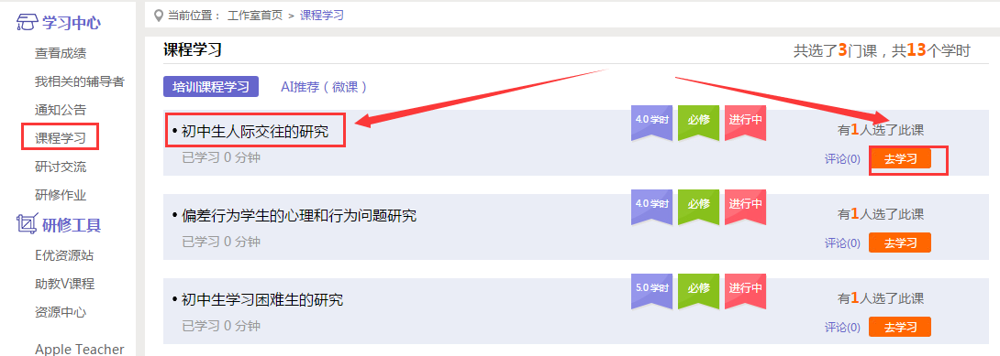 学习中心
查看成绩
我相关的辅导者
通知公告
课程学习
研讨交流
研修作业
研修工具
E优资源站
助教V课程
资源中心
Apple Teacher
当前位置： 工作室首页 > 课程学习
课程学习
共选了3门课，共13个学时
培训课程学习 AI推荐（微课）
• 初中生人际交往的研究
已学习 0 分钟
4.0 学时 必修 进行中
有1人选了此课
评论(0) 去学习
• 偏差行为学生的心理和行为问题研究
已学习 0 分钟
4.0 学时 必修 进行中
有1人选了此课
评论(0) 去学习
• 初中生学习困难生的研究
已学习 0 分钟
5.0 学时 必修 进行中
有1人选了此课
评论(0) 去学习